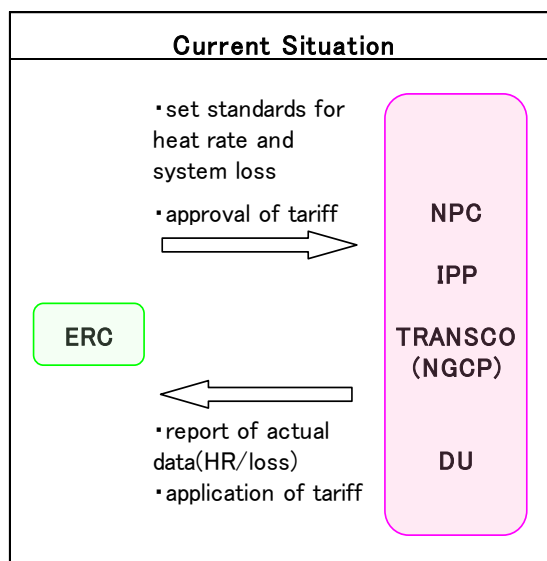 Current Situation
・set standards for
heat rate and
system loss
・approval of tariff
NPC
IPP
ERC
TRANSCO
(NGCP)
・report of actual
data(HR/loss)
・application of tariff
DU